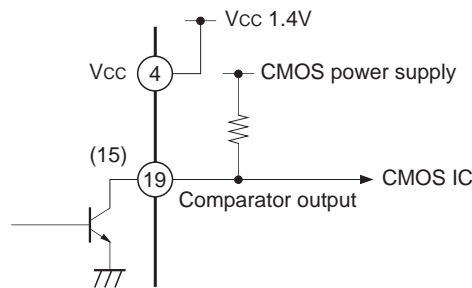 VCC 1.4V
VCC
4
CMOS power supply
(15)
19
CMOS IC
Comparator output